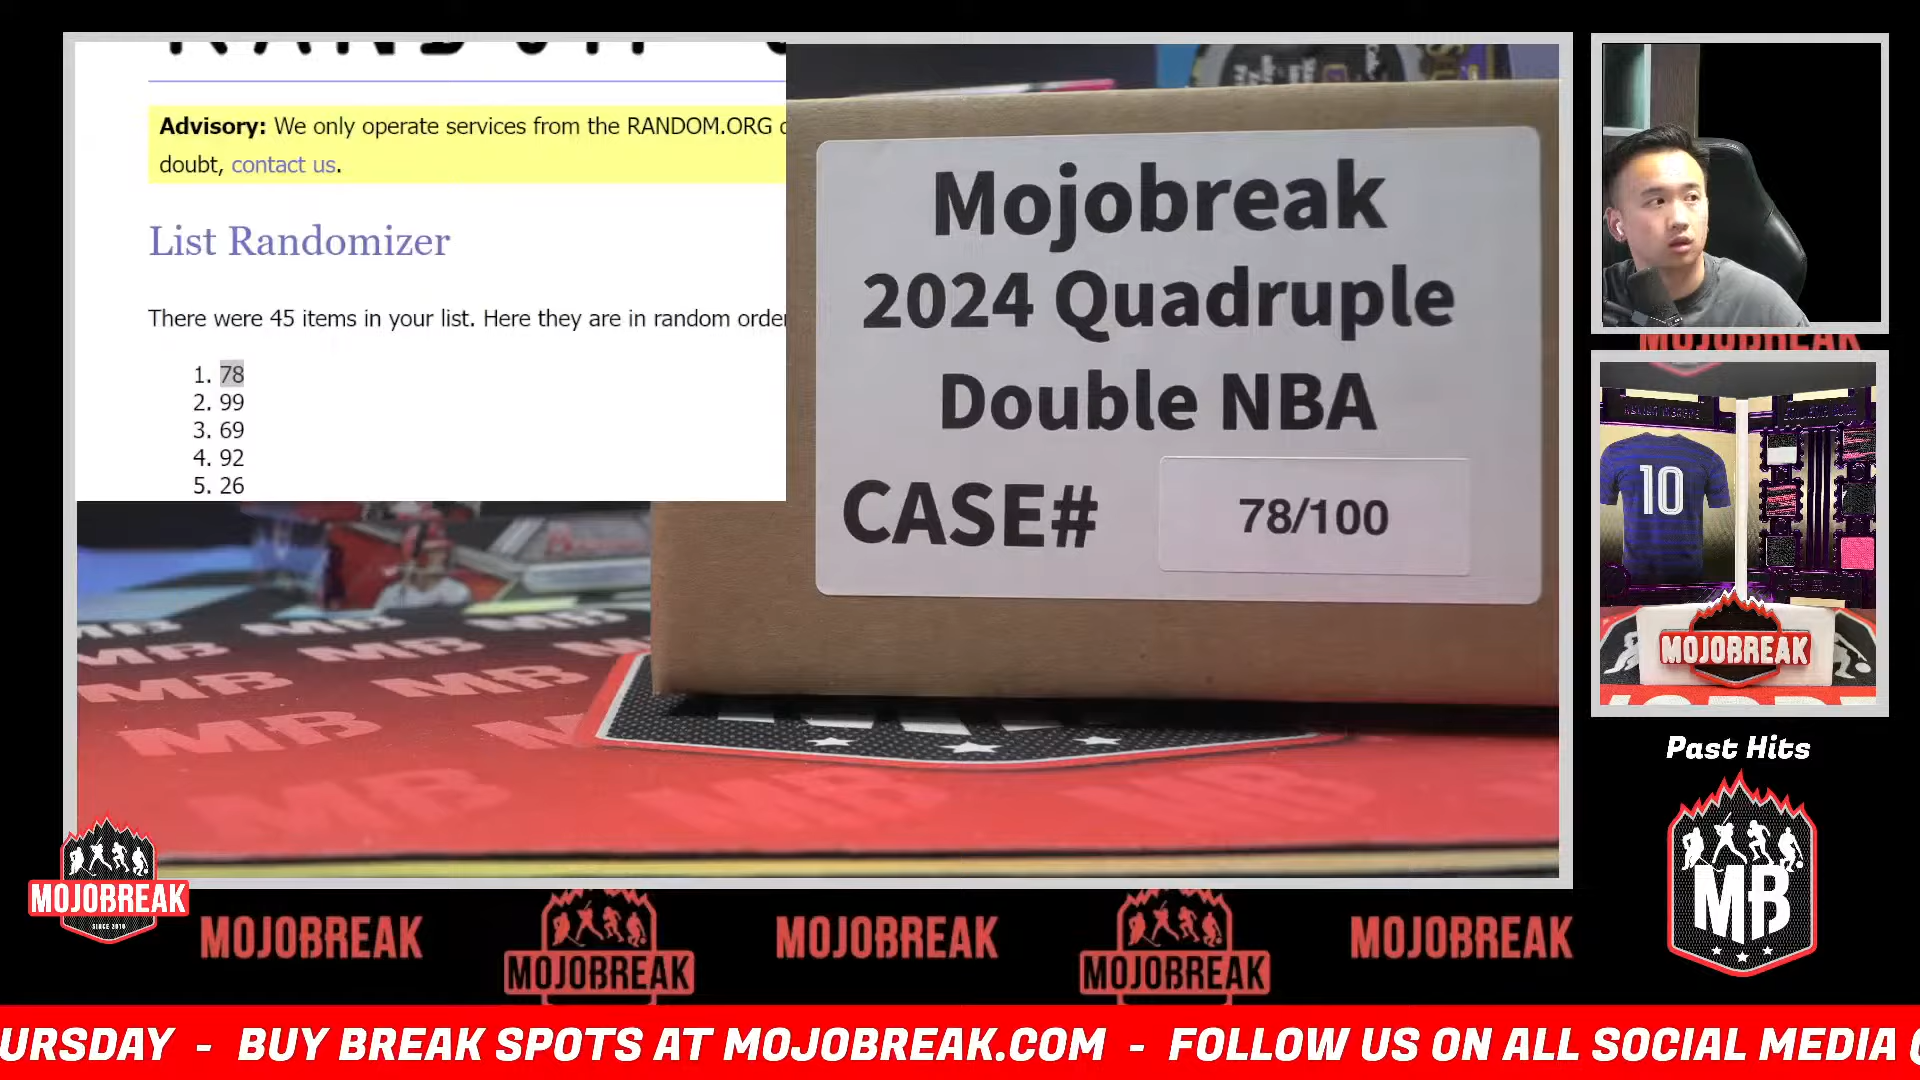 Advisory: We only operate services from the RANDOM.ORG
doubt, contact us.
List Randomizer
There were 45 items in your list. Here they are in random order
1. 78
2. 99
3. 69
4. 92
5. 26
Mojobreak
2024 Quadruple
Double NBA
CASE# 78/100
10
MOJOBREAK
Past Hits
MB
MOJOBREAK
SINCE 2010
MOJOBREAK
MOJOBREAK
MOJOBREAK
MOJOBREAK
MOJOBREAK
URSDAY - BUY BREAK SPOTS AT MOJOBREAK.COM - FOLLOW US ON ALL SOCIAL MEDIA